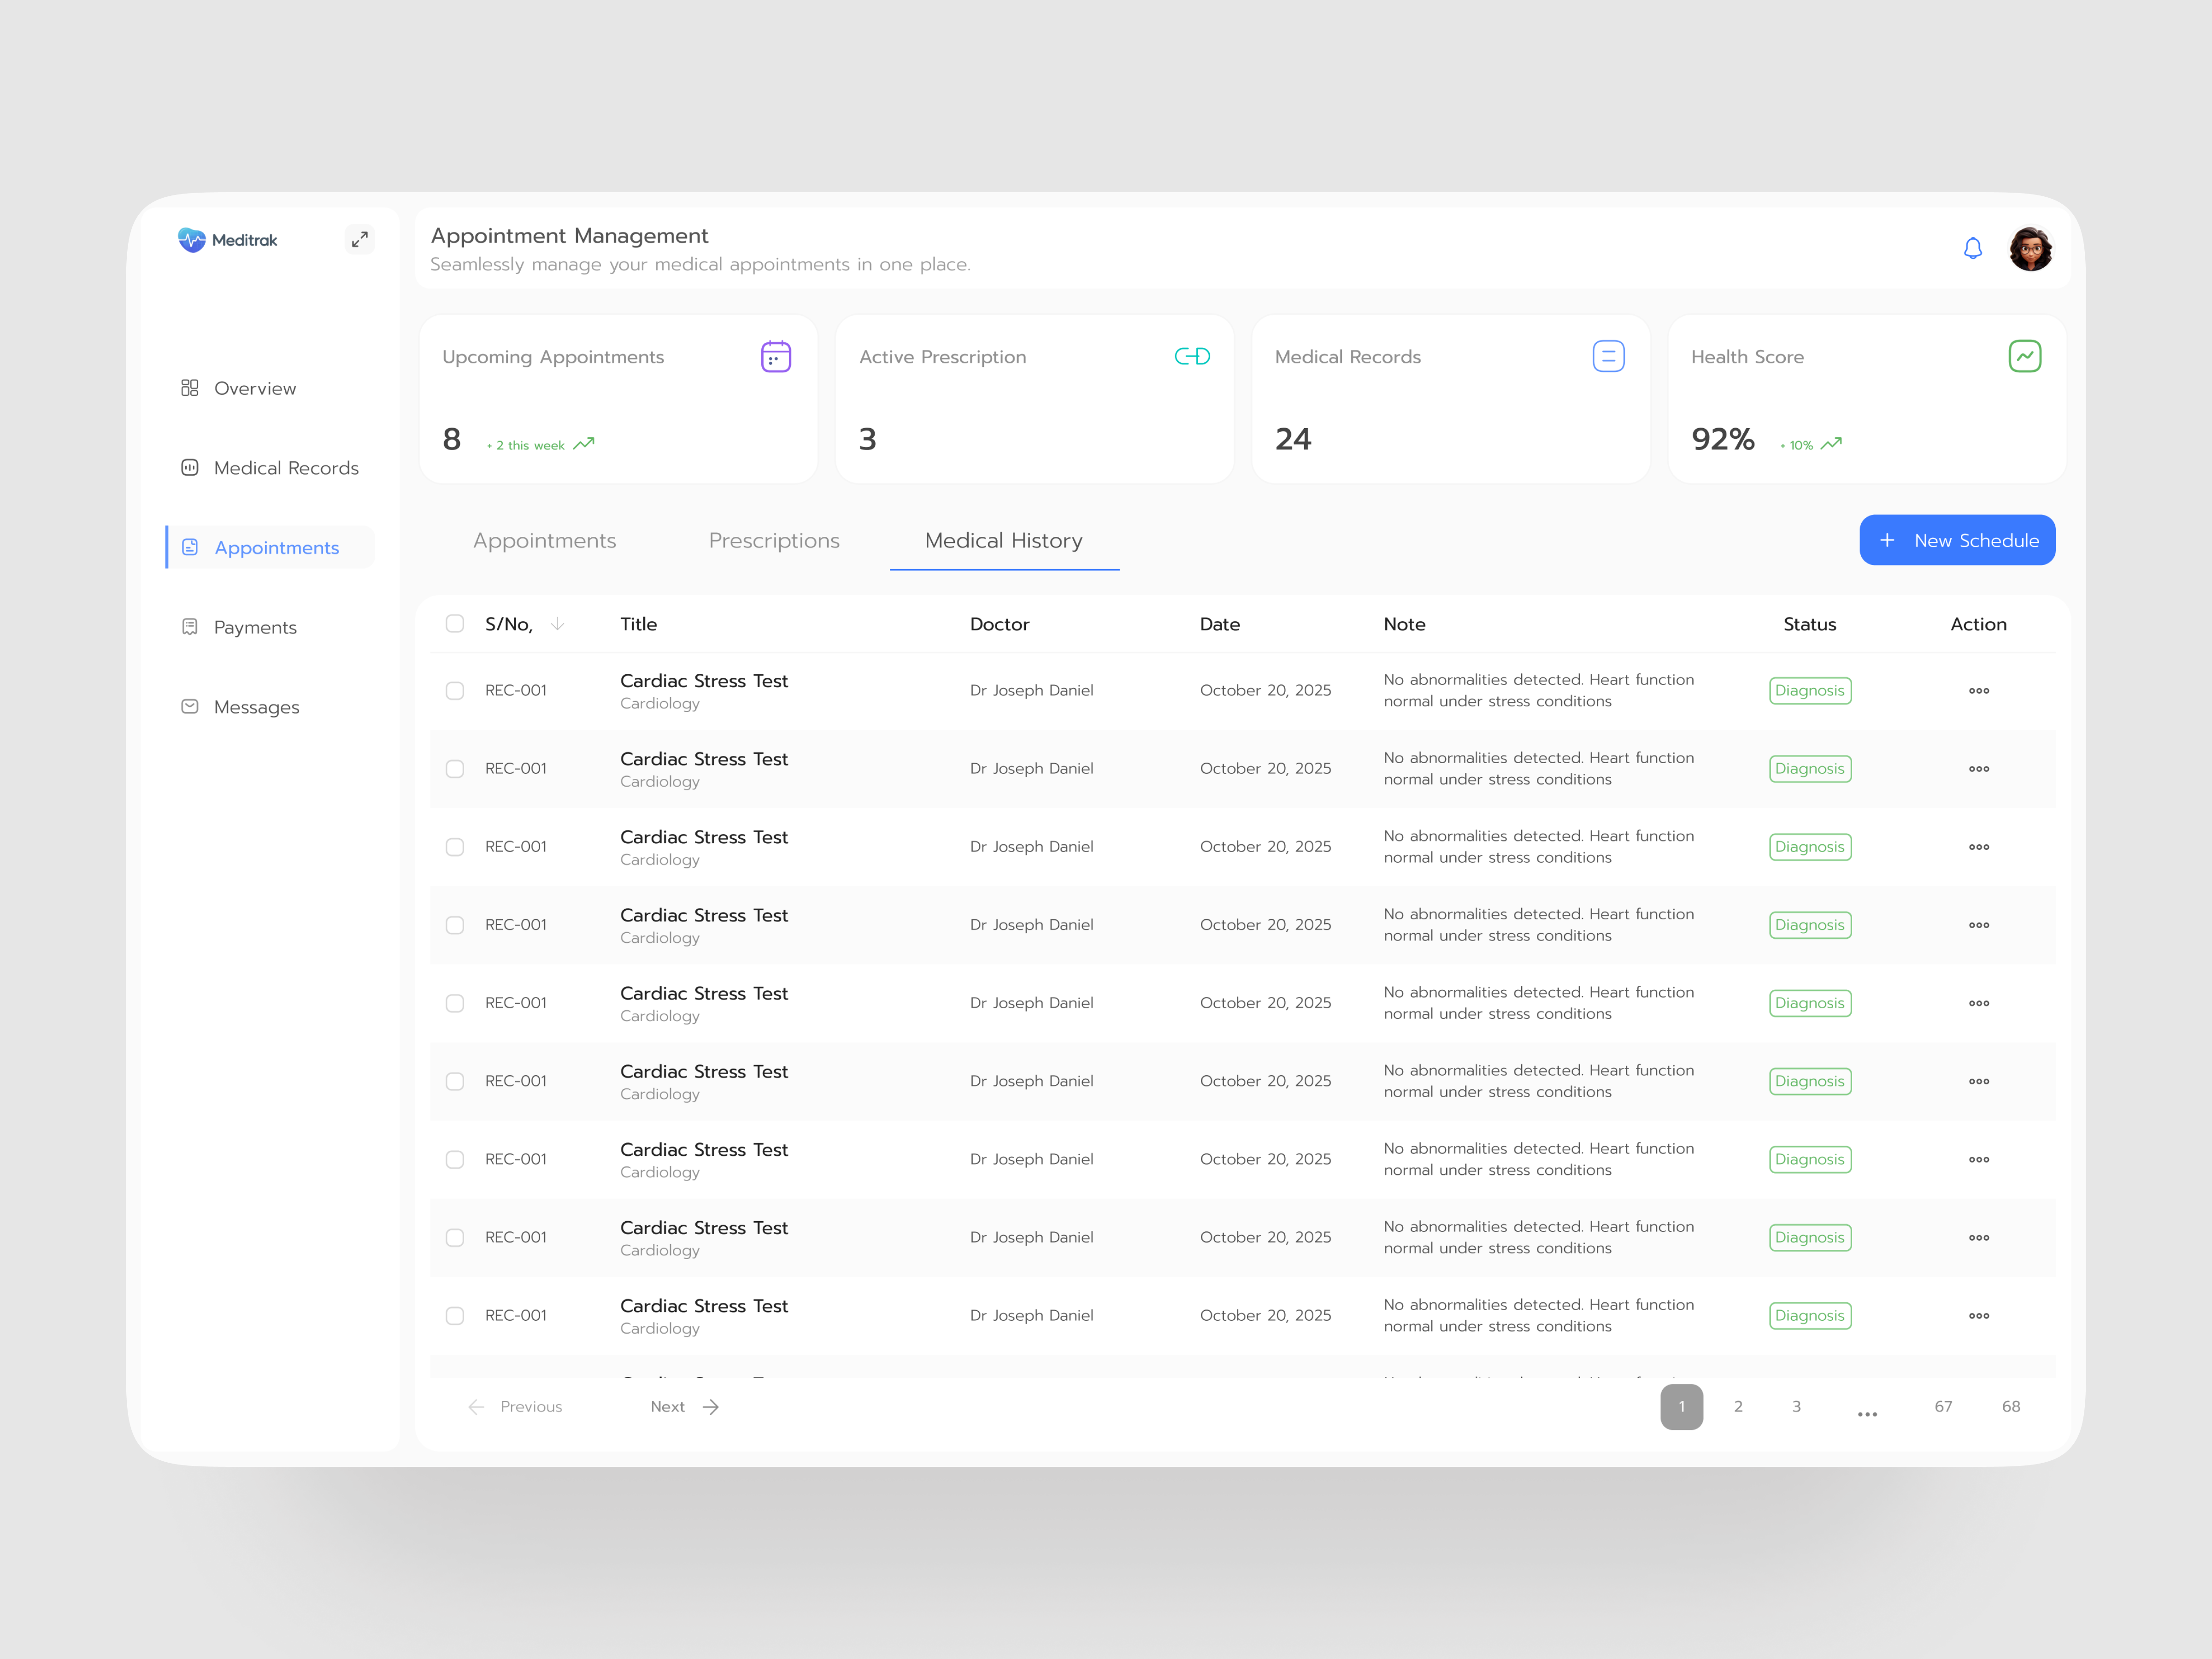 Meditrak
Appointment Management
Seamlessly manage your medical appointments in one place.
Overview
Medical Records
Appointments
Payments
Messages
Upcoming Appointments
8 + 2 this week
Active Prescription
3
Medical Records
24
Health Score
92% + 10%
Appointments Prescriptions Medical History
+ New Schedule
S/No, Title Doctor Date Note Status Action
REC-001 Cardiac Stress Test Dr Joseph Daniel October 20, 2025 No abnormalities detected. Heart function Diagnosis
Cardiology normal under stress conditions
REC-001 Cardiac Stress Test Dr Joseph Daniel October 20, 2025 No abnormalities detected. Heart function Diagnosis
Cardiology normal under stress conditions
REC-001 Cardiac Stress Test Dr Joseph Daniel October 20, 2025 No abnormalities detected. Heart function Diagnosis
Cardiology normal under stress conditions
REC-001 Cardiac Stress Test Dr Joseph Daniel October 20, 2025 No abnormalities detected. Heart function Diagnosis
Cardiology normal under stress conditions
REC-001 Cardiac Stress Test Dr Joseph Daniel October 20, 2025 No abnormalities detected. Heart function Diagnosis
Cardiology normal under stress conditions
REC-001 Cardiac Stress Test Dr Joseph Daniel October 20, 2025 No abnormalities detected. Heart function Diagnosis
Cardiology normal under stress conditions
REC-001 Cardiac Stress Test Dr Joseph Daniel October 20, 2025 No abnormalities detected. Heart function Diagnosis
Cardiology normal under stress conditions
REC-001 Cardiac Stress Test Dr Joseph Daniel October 20, 2025 No abnormalities detected. Heart function Diagnosis
Cardiology normal under stress conditions
REC-001 Cardiac Stress Test Dr Joseph Daniel October 20, 2025 No abnormalities detected. Heart function Diagnosis
Cardiology normal under stress conditions
Previous Next 1 2 3 ... 67 68